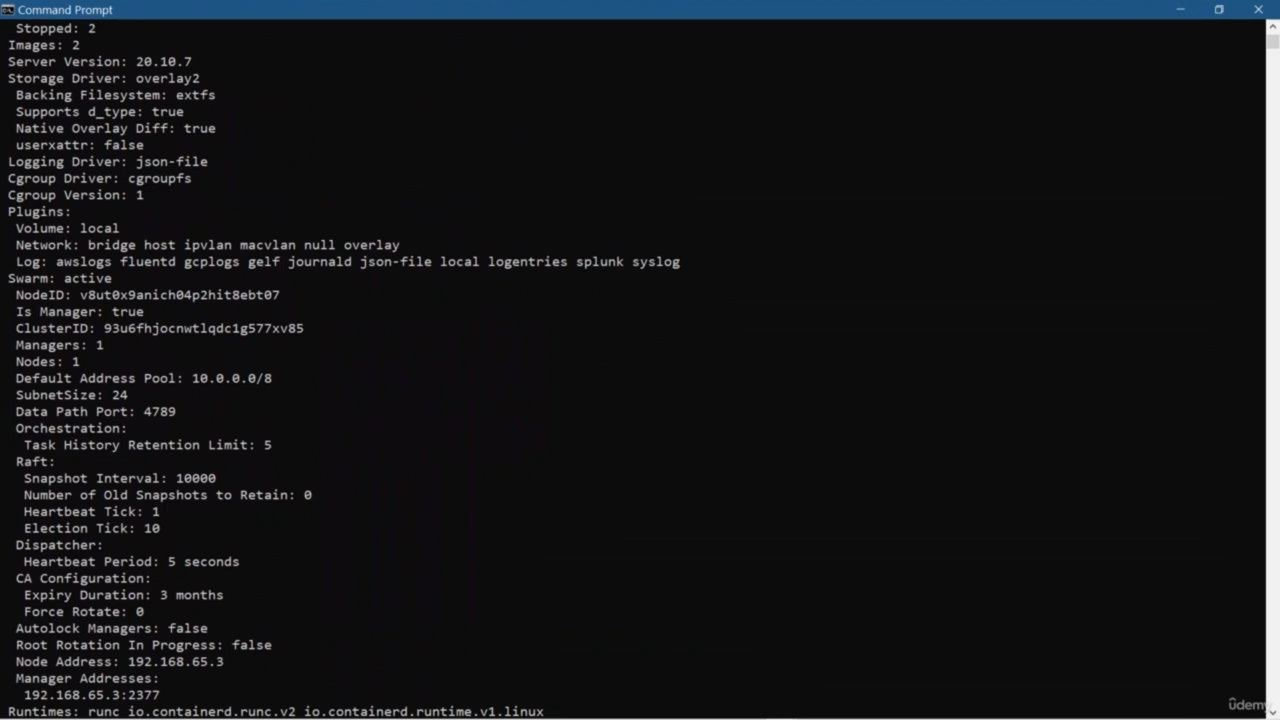 Command Prompt
Stopped: 2
Images: 2
Server Version: 20.10.7
Storage Driver: overlay2
Backing Filesystem: extfs
Supports d_type: true
Native Overlay Diff: true
userxattr: false
Logging Driver: json-file
Cgroup Driver: cgroupfs
Cgroup Version: 1
Plugins:
Volume: local
Network: bridge host ipvlan macvlan null overlay
Log: awslogs fluentd gcplogs gelf journald json-file local logentries splunk syslog
Swarm: active
NodeID: v8ut0x9anich04p2hit8ebt07
Is Manager: true
ClusterID: 93u6fhjocnwtlqdc1g577xv85
Managers: 1
Nodes: 1
Default Address Pool: 10.0.0.0/8
SubnetSize: 24
Data Path Port: 4789
Orchestration:
Task History Retention Limit: 5
Raft:
Snapshot Interval: 10000
Number of Old Snapshots to Retain: 0
Heartbeat Tick: 1
Election Tick: 10
Dispatcher:
Heartbeat Period: 5 seconds
CA Configuration:
Expiry Duration: 3 months
Force Rotate: 0
Autolock Managers: false
Root Rotation In Progress: false
Node Address: 192.168.65.3
Manager Addresses:
192.168.65.3:2377
Runtimes: runc io.containerd.runc.v2 io.containerd.runtime.v1.linux
ûdemy